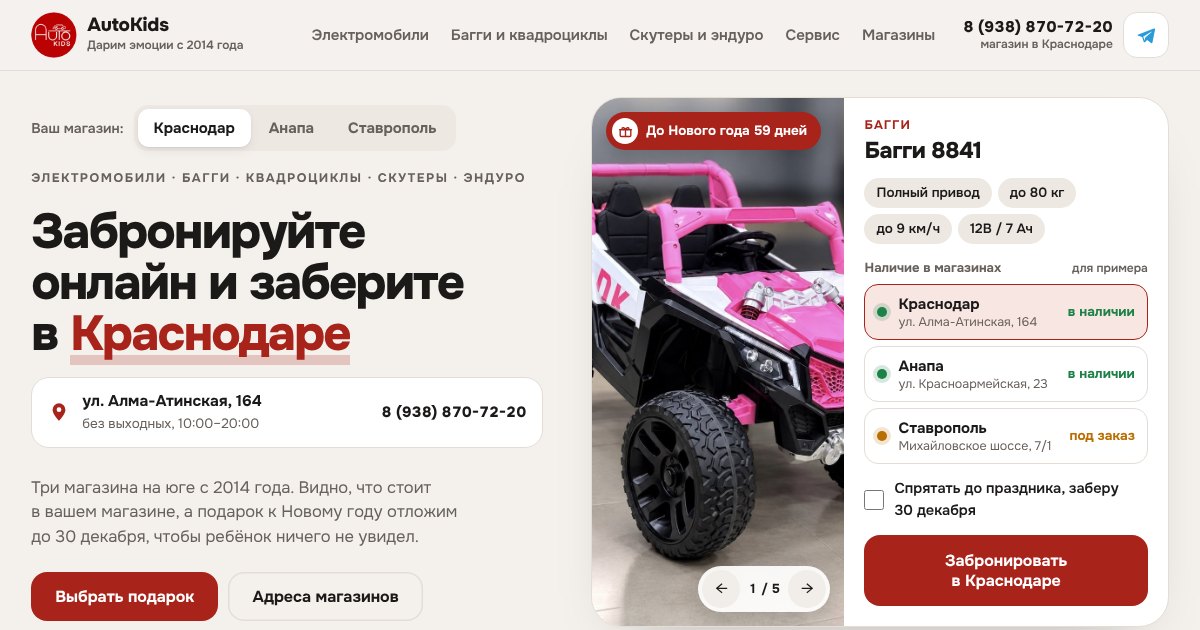 Auto
KIDS
AutoKids
Дарим эмоции с 2014 года
Электромобили
Багги и квадроциклы
Скутеры и эндуро
Сервис
Магазины
8 (938) 870-72-20
магазин в Краснодаре
Ваш магазин:
Краснодар
Анапа
Ставрополь
ЭЛЕКТРОМОБИЛИ · БАГГИ · КВАДРОЦИКЛЫ · СКУТЕРЫ · ЭНДУРО
Забронируйте
онлайн и заберите
в Краснодаре
ул. Алма-Атинская, 164
без выходных, 10:00–20:00
8 (938) 870-72-20
Три магазина на юге с 2014 года. Видно, что стоит
в вашем магазине, а подарок к Новому году отложим
до 30 декабря, чтобы ребёнок ничего не увидел.
Выбрать подарок
Адреса магазинов
До Нового года 59 дней
1 / 5
БАГГИ
Багги 8841
Полный привод
до 80 кг
до 9 км/ч
12В / 7 Ач
Наличие в магазинах
для примера
Краснодар
ул. Алма-Атинская, 164
в наличии
Анапа
ул. Красноармейская, 23
в наличии
Ставрополь
Михайловское шоссе, 7/1
под заказ
Спрятать до праздника, заберу
30 декабря
Забронировать
в Краснодаре